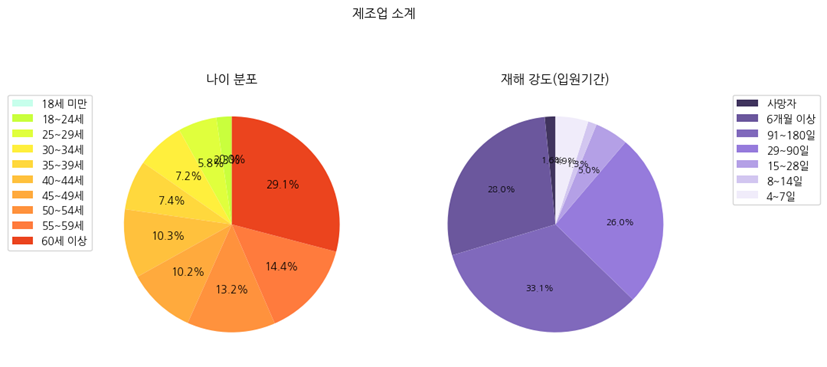 제조업 소계
나이 분포
재해 강도(입원기간)
18세 미만
18~24세
25~29세
30~34세
35~39세
40~44세
45~49세
50~54세
55~59세
60세 이상
5.8%
7.2%
7.4%
10.3%
10.2%
13.2%
14.4%
29.1%
1.6%
28.0%
33.1%
26.0%
5.0%
사망자
6개월 이상
91~180일
29~90일
15~28일
8~14일
4~7일